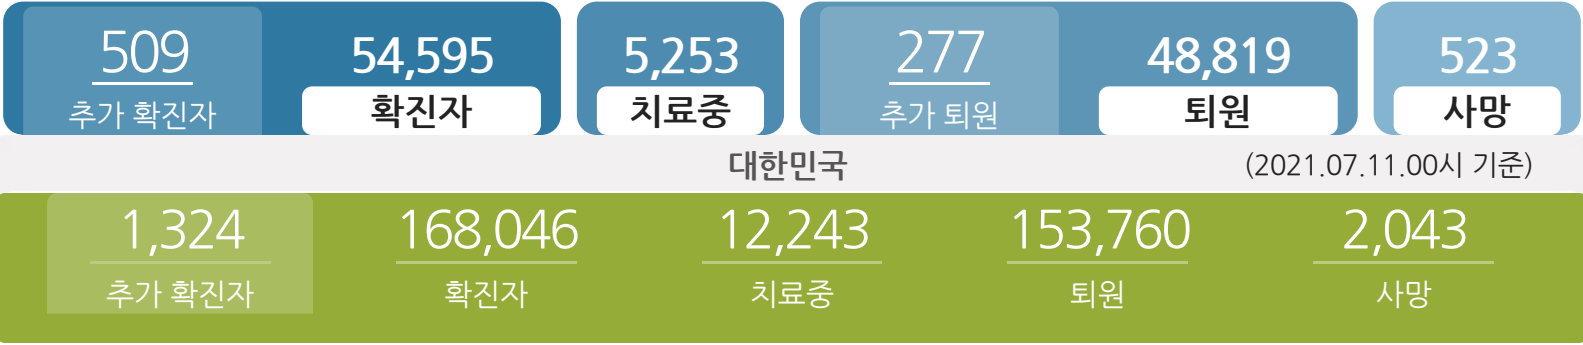 509
추가 확진자
54,595
확진자
5,253
치료중
277
추가 퇴원
48,819
퇴원
523
사망
대한민국
(2021.07.11.00시 기준)
1,324
추가 확진자
168,046
확진자
12,243
치료중
153,760
퇴원
2,043
사망